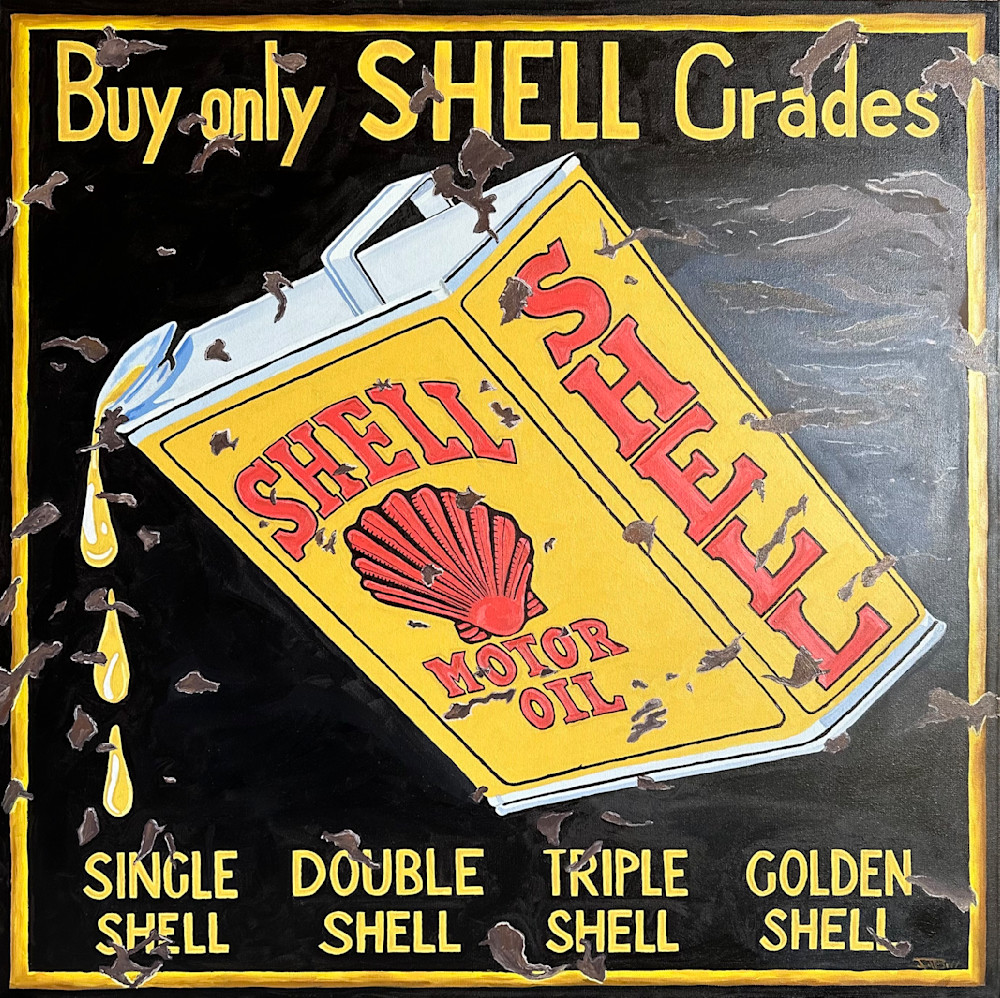 Buy only SHELL Grades
SHELL
SHELL
MOTOR
OIL
SINGLE DOUBLE TRIPLE GOLDEN
SHELL SHELL SHELL SHELL